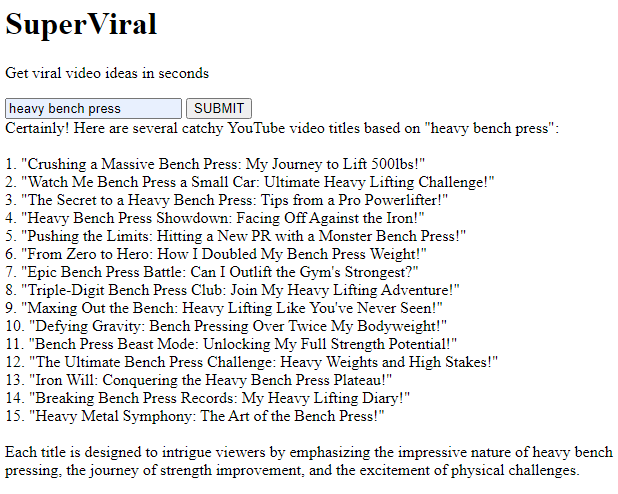 SuperViral
Get viral video ideas in seconds
heavy bench press SUBMIT
Certainly! Here are several catchy YouTube video titles based on "heavy bench press":
1. "Crushing a Massive Bench Press: My Journey to Lift 500lbs!"
2. "Watch Me Bench Press a Small Car: Ultimate Heavy Lifting Challenge!"
3. "The Secret to a Heavy Bench Press: Tips from a Pro Powerlifter!"
4. "Heavy Bench Press Showdown: Facing Off Against the Iron!"
5. "Pushing the Limits: Hitting a New PR with a Monster Bench Press!"
6. "From Zero to Hero: How I Doubled My Bench Press Weight!"
7. "Epic Bench Press Battle: Can I Outlift the Gym's Strongest?"
8. "Triple-Digit Bench Press Club: Join My Heavy Lifting Adventure!"
9. "Maxing Out the Bench: Heavy Lifting Like You've Never Seen!"
10. "Defying Gravity: Bench Pressing Over Twice My Bodyweight!"
11. "Bench Press Beast Mode: Unlocking My Full Strength Potential!"
12. "The Ultimate Bench Press Challenge: Heavy Weights and High Stakes!"
13. "Iron Will: Conquering the Heavy Bench Press Plateau!"
14. "Breaking Bench Press Records: My Heavy Lifting Diary!"
15. "Heavy Metal Symphony: The Art of the Bench Press!"
Each title is designed to intrigue viewers by emphasizing the impressive nature of heavy bench
pressing, the journey of strength improvement, and the excitement of physical challenges.